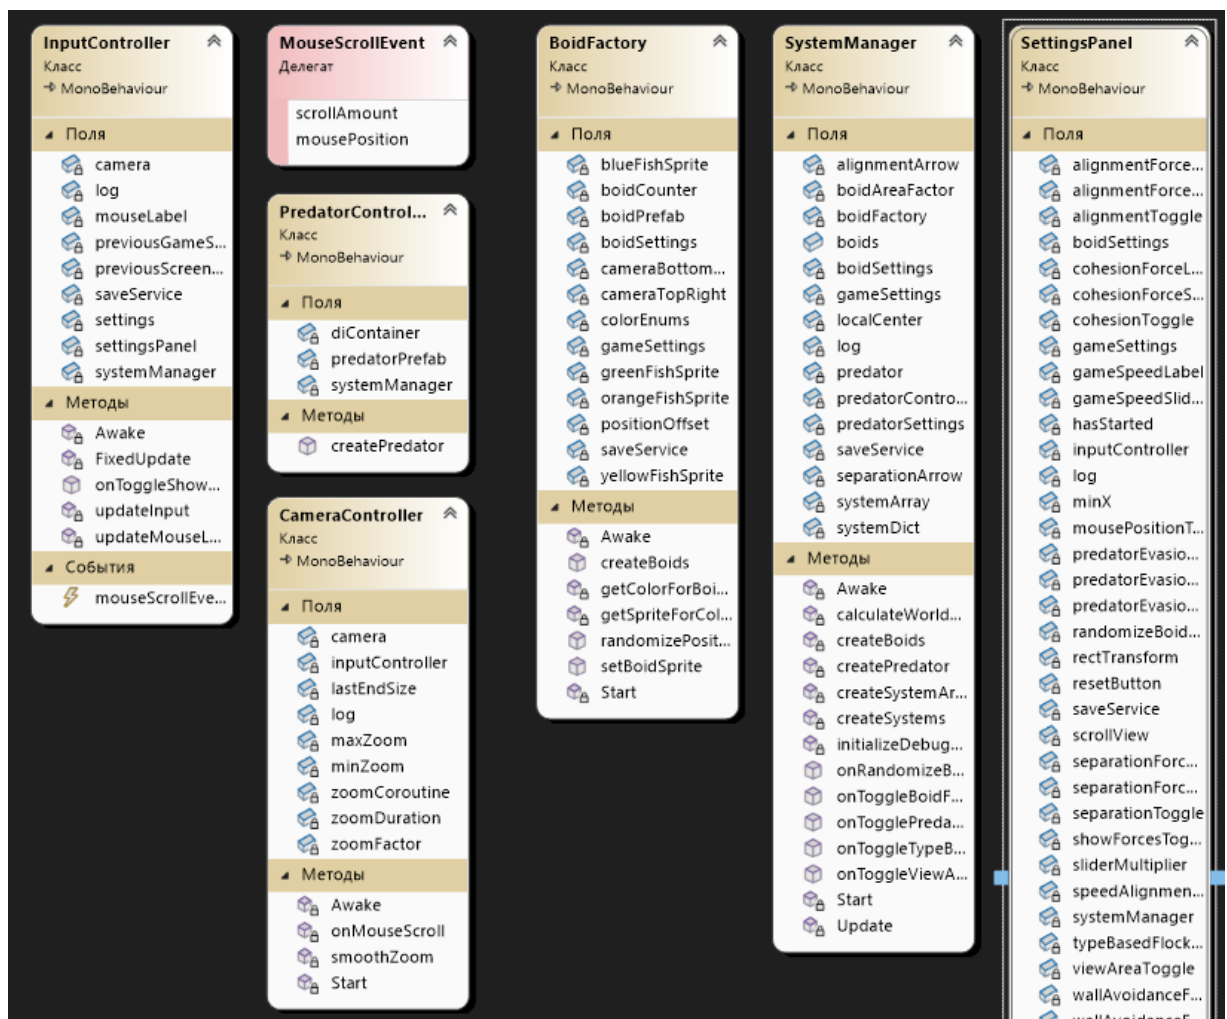 InputController
Класс
MonoBehaviour
Поля
camera
log
mouseLabel
previousGameS...
previousScreen...
saveService
settings
settingsPanel
systemManager
Методы
Awake
FixedUpdate
onToggleShow...
updateInput
updateMouseL...
События
mouseScrollEve...
MouseScrollEvent
Делегат
scrollAmount
mousePosition
PredatorControl...
Класс
MonoBehaviour
Поля
diContainer
predatorPrefab
systemManager
Методы
createPredator
CameraController
Класс
MonoBehaviour
Поля
camera
inputController
lastEndSize
log
maxZoom
minZoom
zoomCoroutine
zoomDuration
zoomFactor
Методы
Awake
onMouseScroll
smoothZoom
Start
BoidFactory
Класс
MonoBehaviour
Поля
blueFishSprite
boidCounter
boidPrefab
boidSettings
cameraBottom...
cameraTopRight
colorEnums
gameSettings
greenFishSprite
orangeFishSprite
positionOffset
saveService
yellowFishSprite
Методы
Awake
createBoids
getColorForBoi...
getSpriteForCol...
randomizePosit...
setBoidSprite
Start
SystemManager
Класс
MonoBehaviour
Поля
alignmentArrow
boidAreaFactor
boidFactory
boids
boidSettings
gameSettings
localCenter
log
predator
predatorContro...
predatorSettings
saveService
separationArrow
systemArray
systemDict
Методы
Awake
calculateWorld...
createBoids
createPredator
createSystemAr...
createSystems
initializeDebug...
onRandomizeB...
onToggleBoidF...
onTogglePreda...
onToggleTypeB...
onToggleViewA...
Start
Update
SettingsPanel
Класс
MonoBehaviour
Поля
alignmentForce...
alignmentForce...
alignmentToggle
boidSettings
cohesionForceL...
cohesionForceS...
cohesionToggle
gameSettings
gameSpeedLabel
gameSpeedSlid...
hasStarted
inputController
log
minX
mousePositionT...
predatorEvasio...
predatorEvasio...
predatorEvasio...
randomizeBoid...
rectTransform
resetButton
saveService
scrollView
separationForc...
separationForc...
separationToggle
showForcesTog...
sliderMultiplier
speedAlignmen...
systemManager
typeBasedFlock...
viewAreaToggle
wallAvoidanceF...